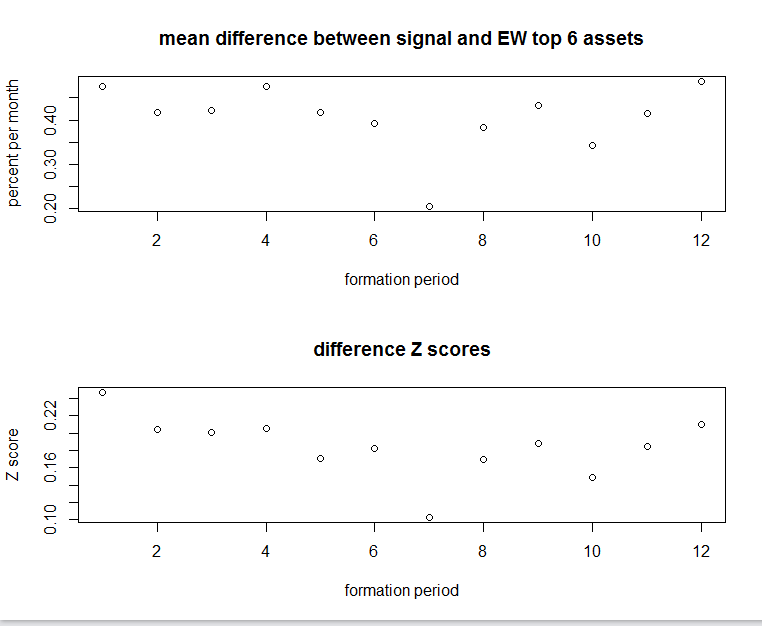 mean difference between signal and EW top 6 assets
percent per month
0.40
0.30
0.20
2 4 6 8 10 12
formation period
difference Z scores
Z score
0.22
0.16
0.10
2 4 6 8 10 12
formation period